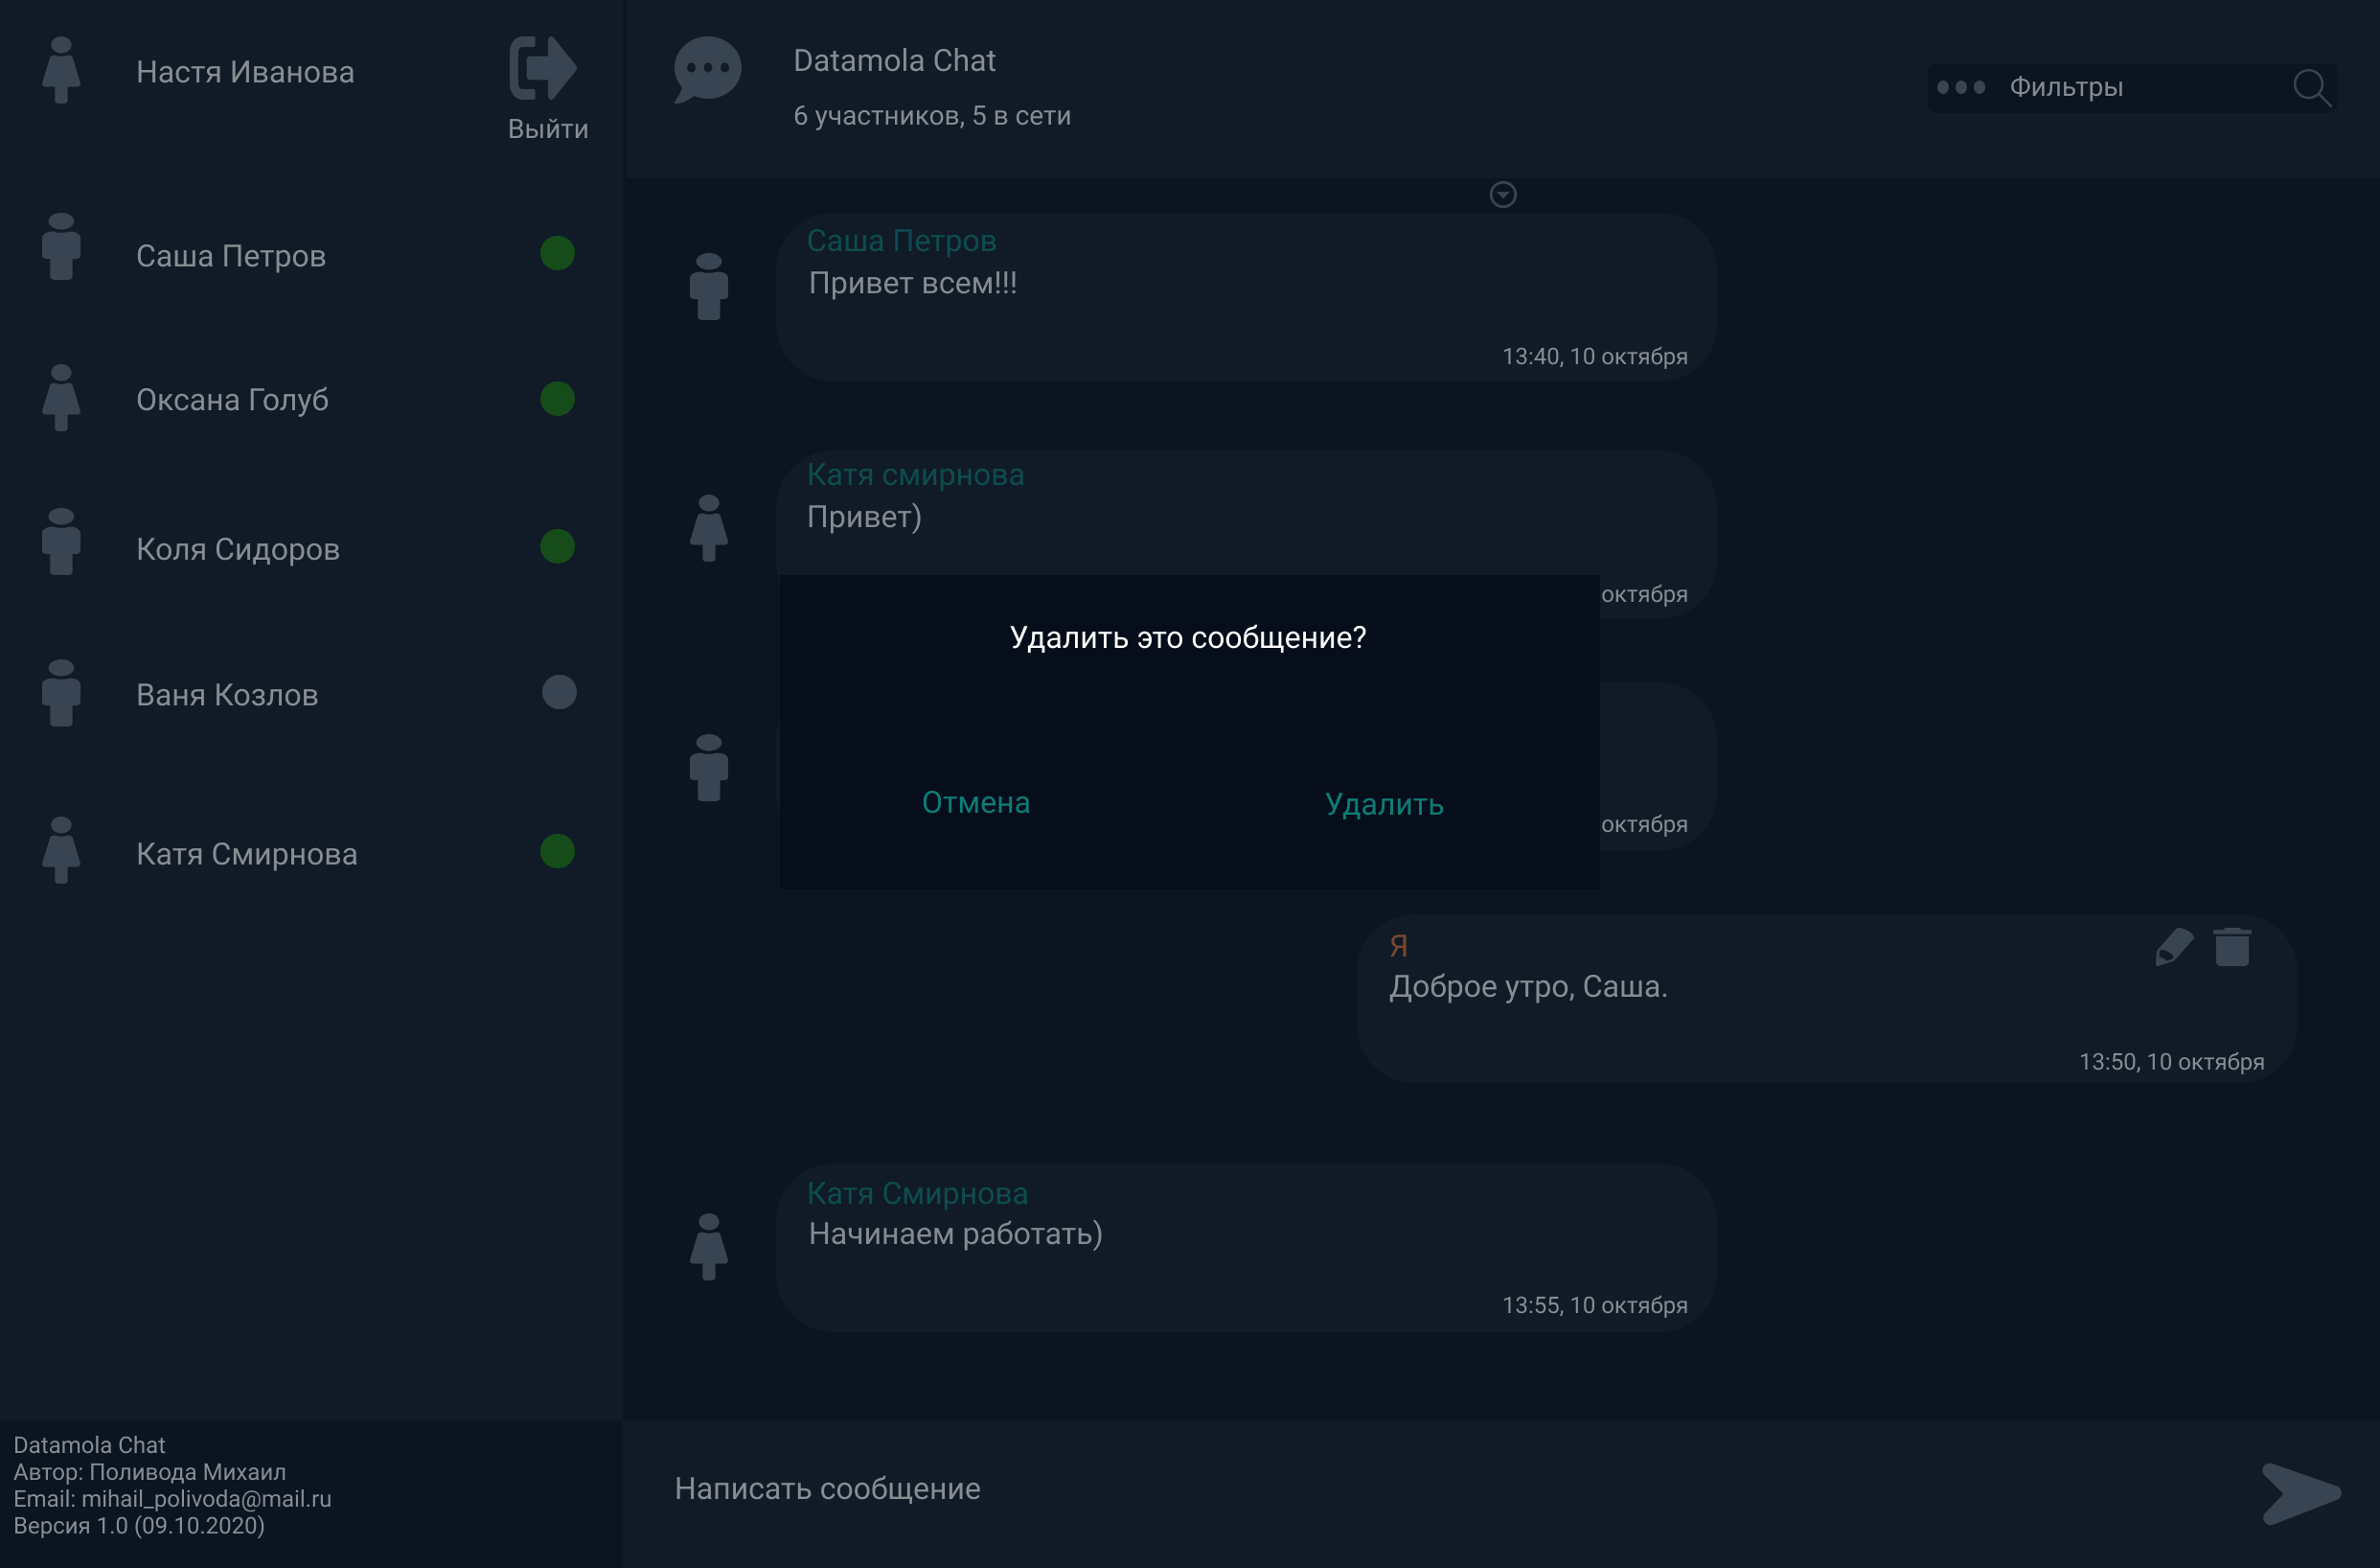 Настя Иванова
Выйти
Саша Петров
Оксана Голуб
Коля Сидоров
Ваня Козлов
Катя Смирнова
Datamola Chat
Автор: Поливода Михаил
Email: mihail_polivoda@mail.ru
Версия 1.0 (09.10.2020)
Datamola Chat
6 участников, 5 в сети
Фильтры
Саша Петров
Привет всем!!!
13:40, 10 октября
Катя смирнова
Привет)
октября
Удалить это сообщение?
Отмена
Удалить
октября
Я
Доброе утро, Саша.
13:50, 10 октября
Катя Смирнова
Начинаем работать)
13:55, 10 октября
Написать сообщение